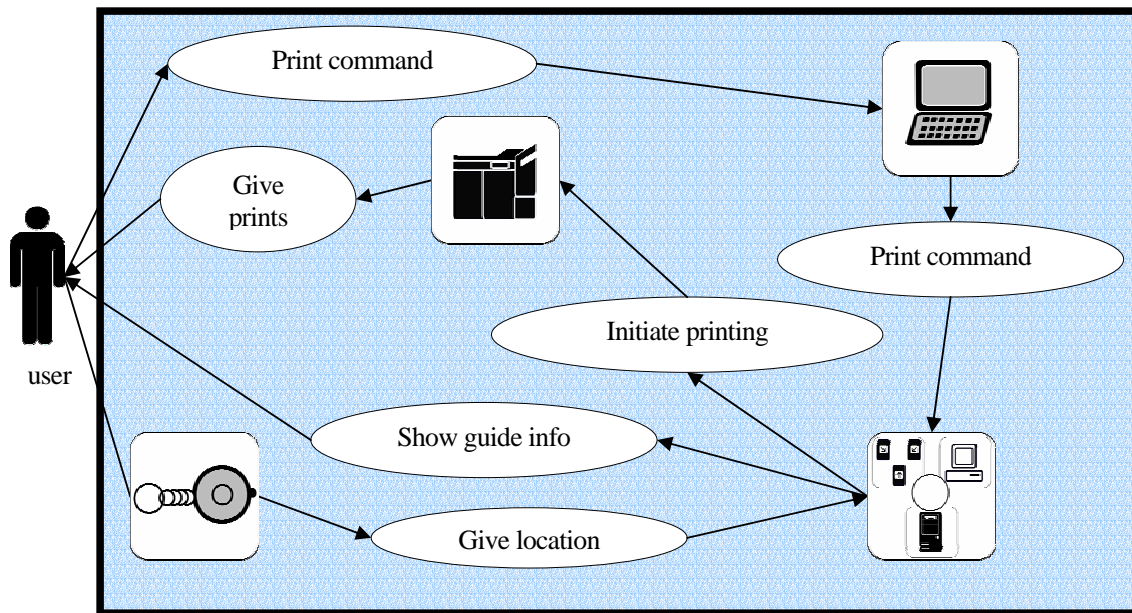 Print command
Give
prints
Print command
Initiate printing
user
Show guide info
Give location